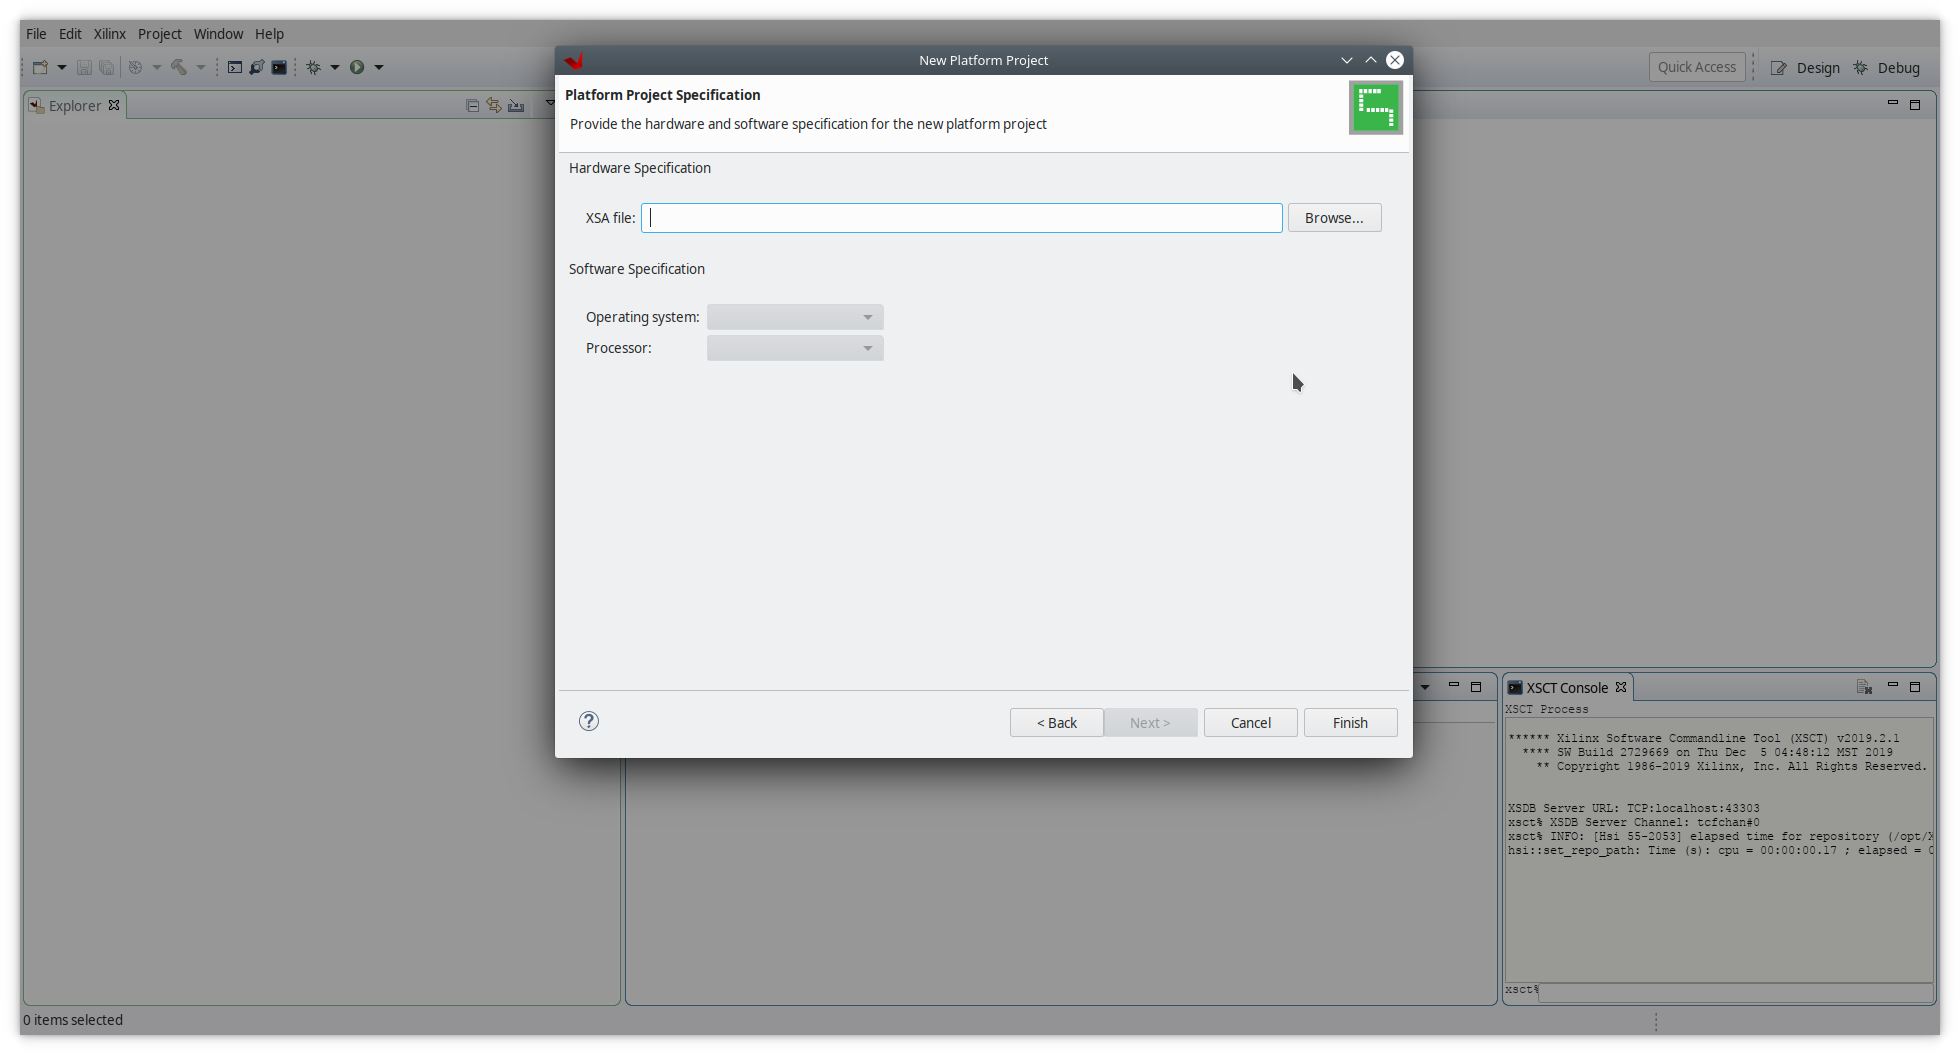 File Edit Xilinx Project Window Help
New Platform Project
Quick Access
Design
Debug
Explorer
Platform Project Specification
Provide the hardware and software specification for the new platform project
Hardware Specification
XSA file:
Browse...
Software Specification
Operating system:
Processor:
< Back
Next >
Cancel
Finish
XSCT Console
XSCT Process
****** Xilinx Software Commandline Tool (XSCT) v2019.2.1
**** SW Build 2729669 on Thu Dec  5 04:48:12 MST 2019
** Copyright 1986-2019 Xilinx, Inc. All Rights Reserved.
XSDB Server URL: TCP:localhost:43303
xsct% XSDB Server Channel: tcfchan#0
xsct% INFO: [Hsi 55-2053] elapsed time for repository (/opt/X
hsi::set_repo_path: Time (s): cpu = 00:00:00.17 ; elapsed = 0
xsct%
0 items selected